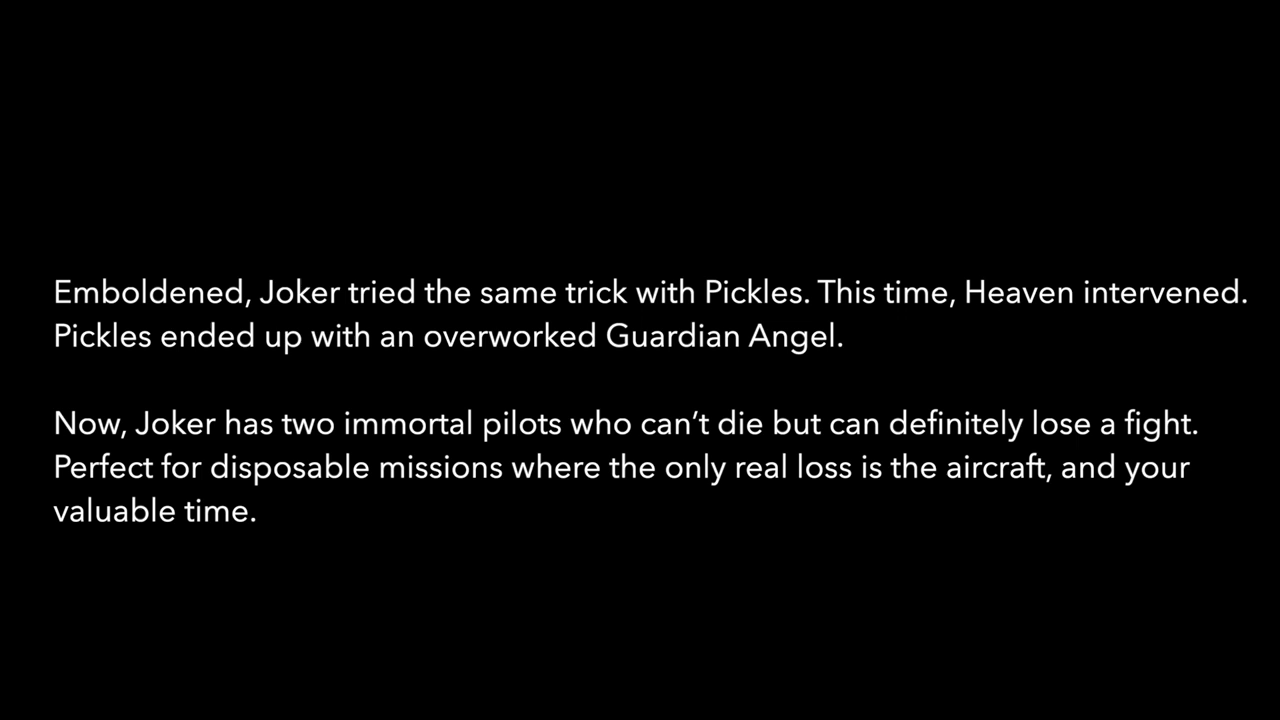 Emboldened, Joker tried the same trick with Pickles. This time, Heaven intervened.
Pickles ended up with an overworked Guardian Angel.
Now, Joker has two immortal pilots who can’t die but can definitely lose a fight.
Perfect for disposable missions where the only real loss is the aircraft, and your
valuable time.